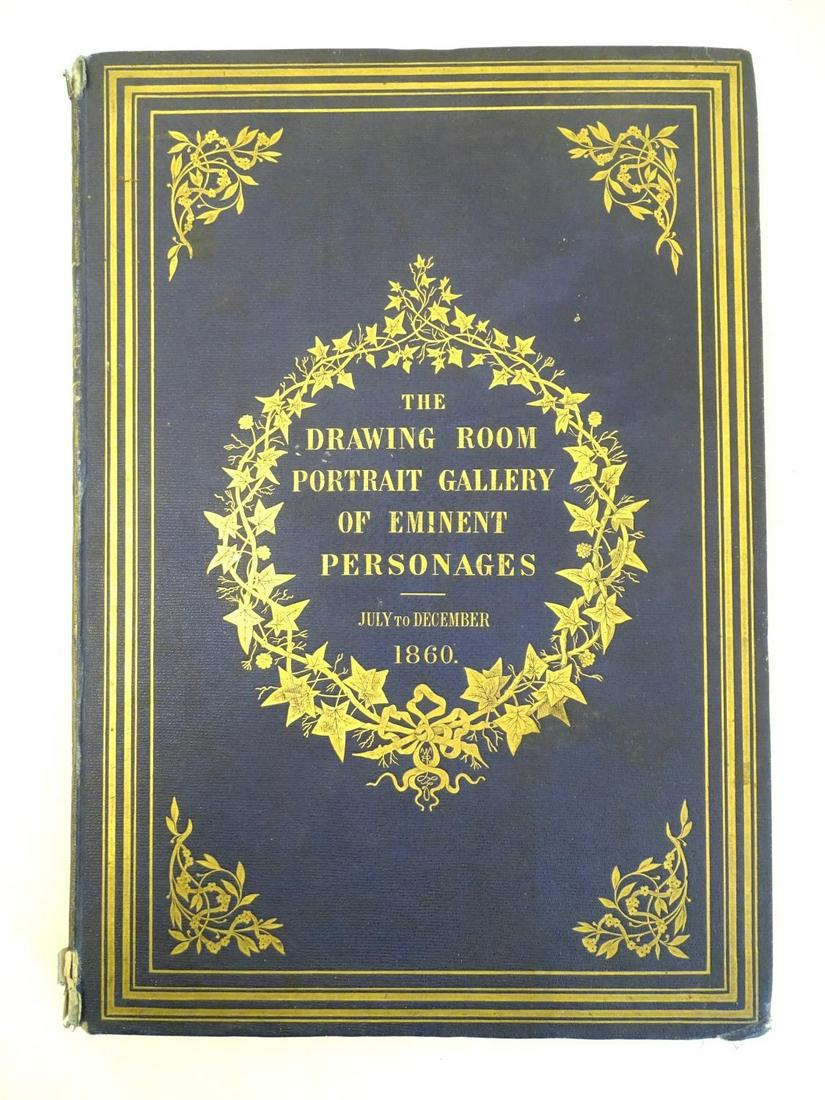 THE
DRAWING ROOM
PORTRAIT GALLERY
OF EMINENT
PERSONAGES
JULY TO DECEMBER
1860.